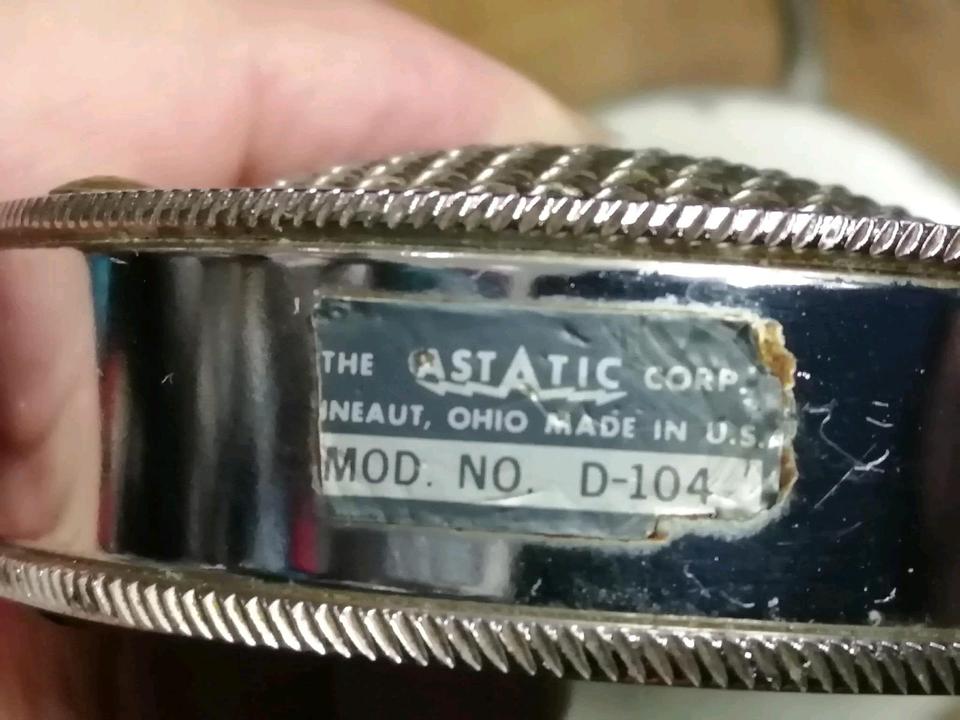 THE ASTATIC CORP.
NEAUT, OHIO MADE IN U.S.
MOD. NO. D-104